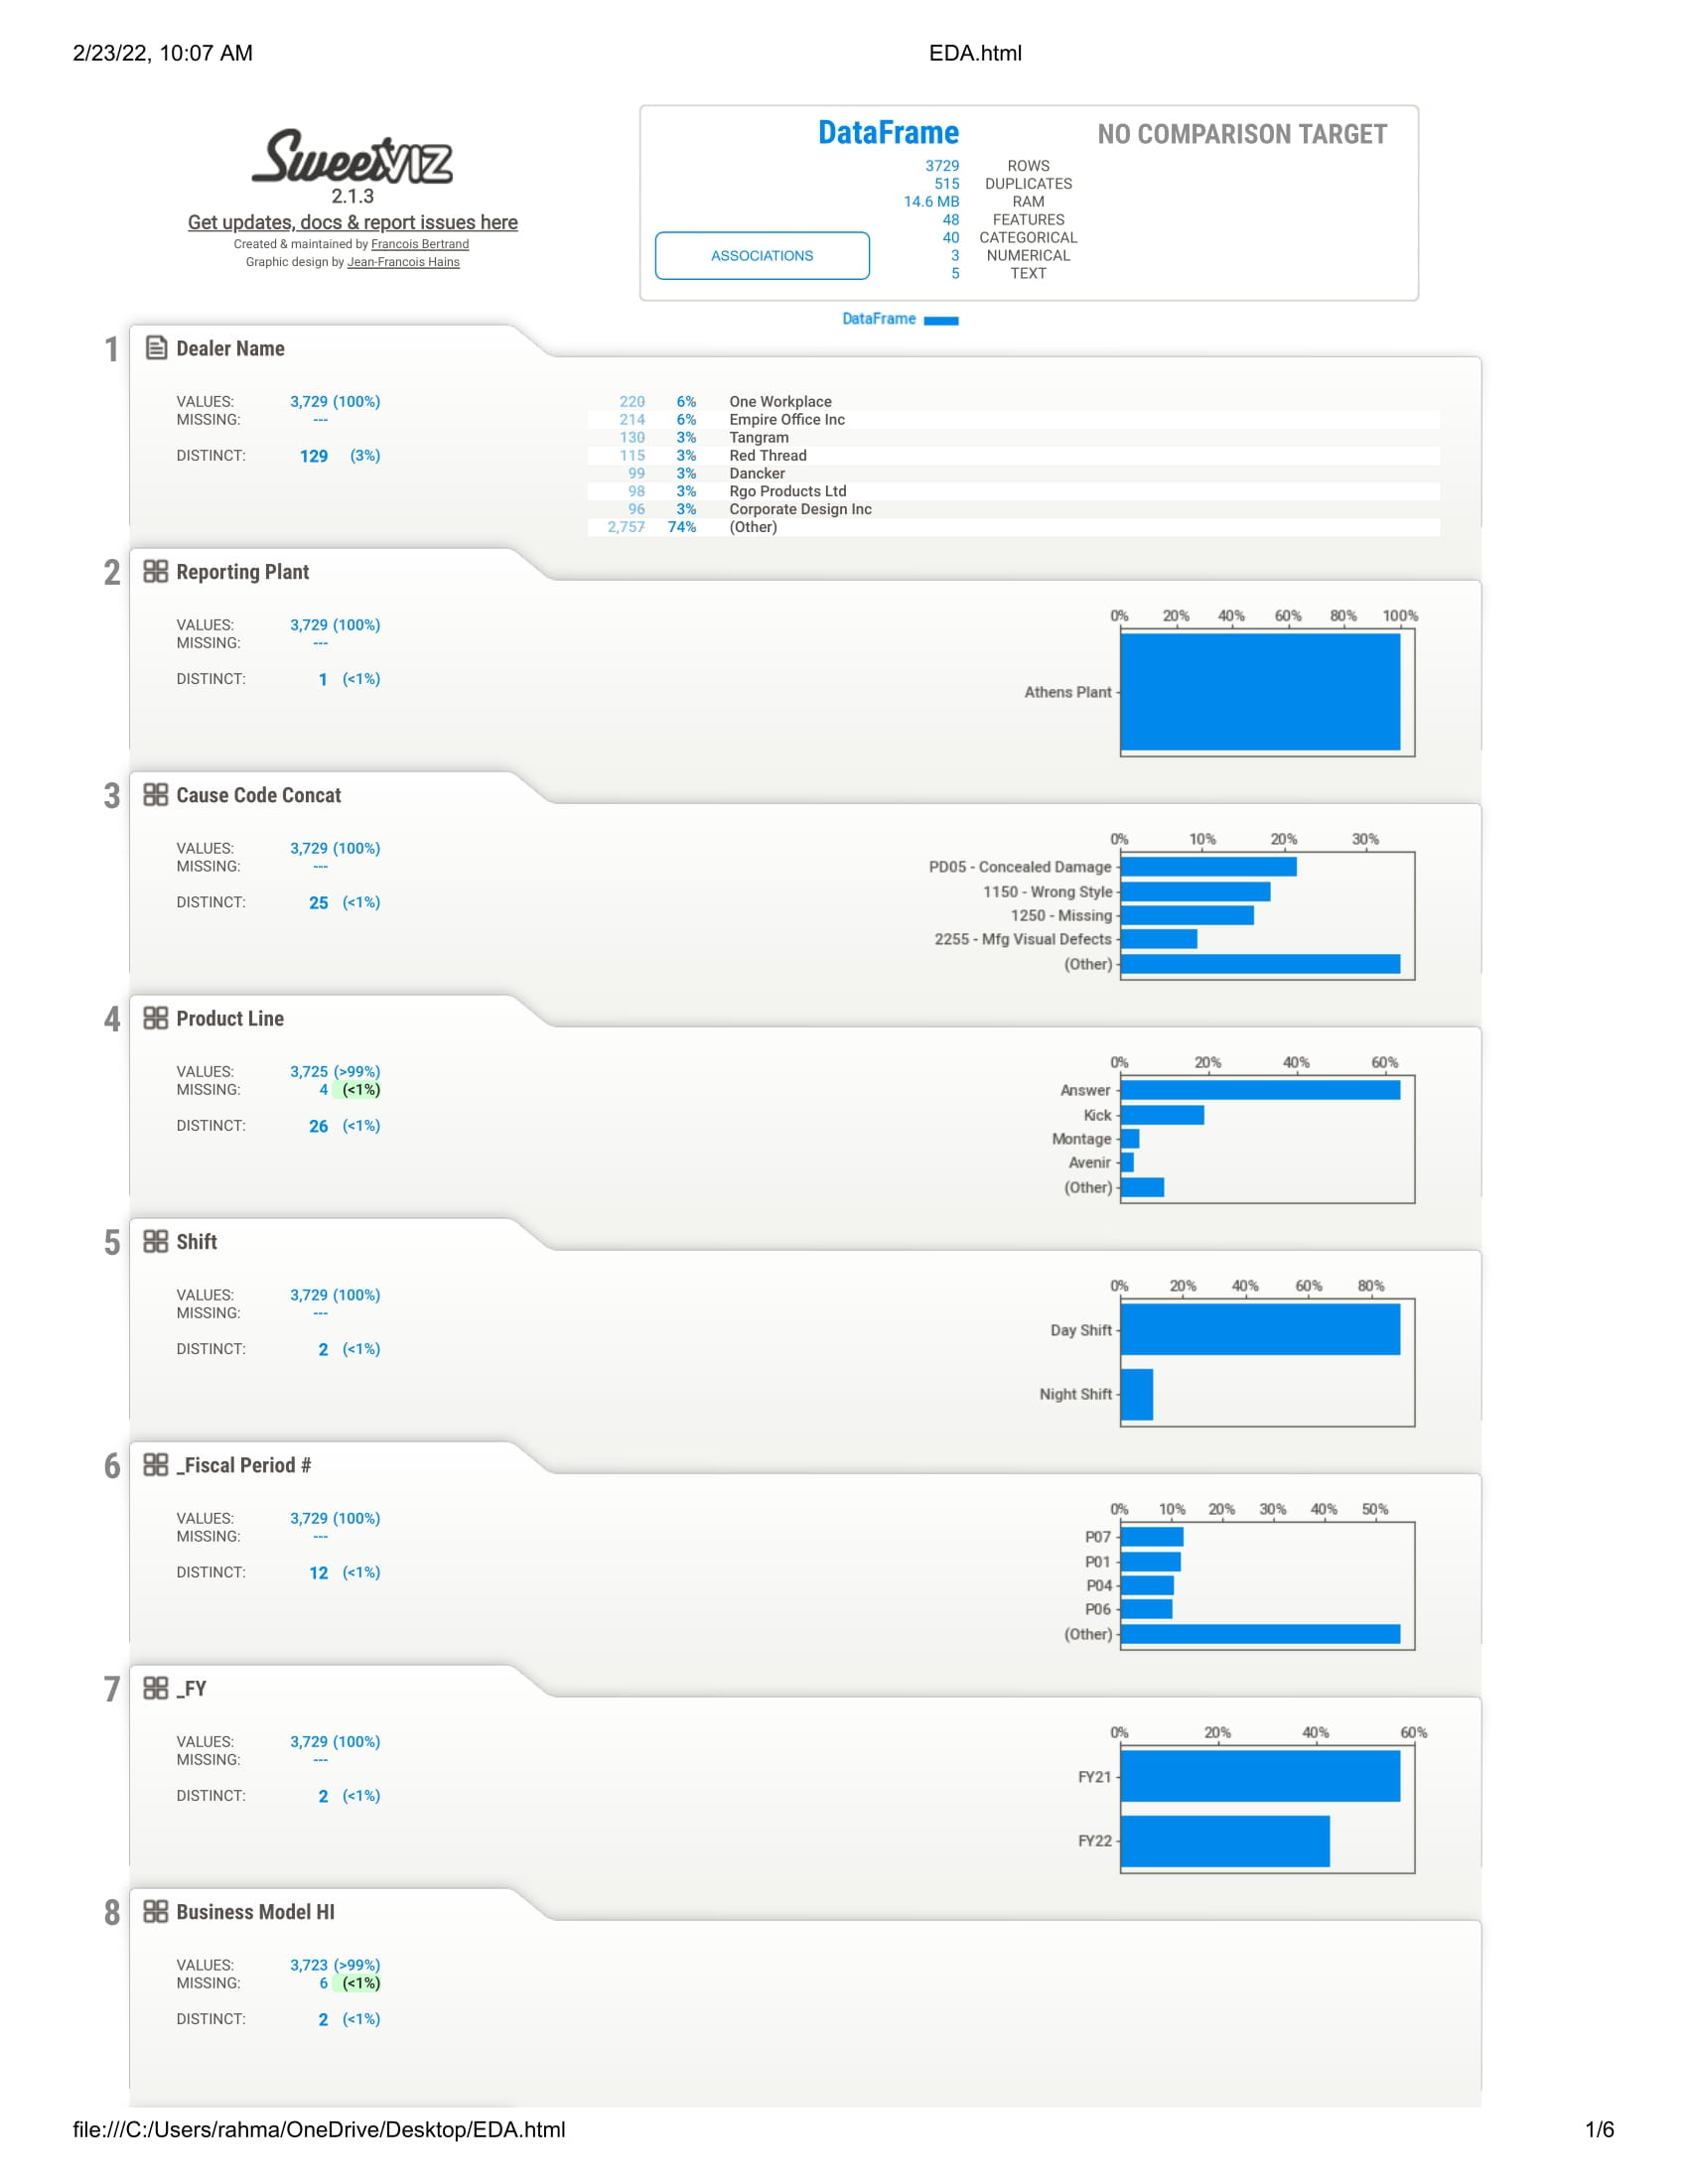 2/23/22, 10:07 AM
EDA.html
SweetVIZ
2.1.3
Get updates, docs & report issues here
Created & maintained by Francois Bertrand
Graphic design by Jean-Francois Hains
DataFrame
NO COMPARISON TARGET
3729 ROWS
515 DUPLICATES
14.6 MB RAM
48 FEATURES
40 CATEGORICAL
3 NUMERICAL
5 TEXT
ASSOCIATIONS
DataFrame
1 Dealer Name
VALUES: 3,729 (100%)
MISSING: ---
DISTINCT: 129 (3%)
220 6% One Workplace
214 6% Empire Office Inc
130 3% Tangram
115 3% Red Thread
99 3% Dancker
98 3% Rgo Products Ltd
96 3% Corporate Design Inc
2,757 74% (Other)
2 Reporting Plant
VALUES: 3,729 (100%)
MISSING: ---
DISTINCT: 1 (<1%)
0% 20% 40% 60% 80% 100%
Athens Plant
3 Cause Code Concat
VALUES: 3,729 (100%)
MISSING: ---
DISTINCT: 25 (<1%)
0% 10% 20% 30%
PD05 - Concealed Damage
1150 - Wrong Style
1250 - Missing
2255 - Mfg Visual Defects
(Other)
4 Product Line
VALUES: 3,725 (>99%)
MISSING: 4 (<1%)
DISTINCT: 26 (<1%)
0% 20% 40% 60%
Answer
Kick
Montage
Avenir
(Other)
5 Shift
VALUES: 3,729 (100%)
MISSING: ---
DISTINCT: 2 (<1%)
0% 20% 40% 60% 80%
Day Shift
Night Shift
6 _Fiscal Period #
VALUES: 3,729 (100%)
MISSING: ---
DISTINCT: 12 (<1%)
0% 10% 20% 30% 40% 50%
P07
P01
P04
P06
(Other)
7 _FY
VALUES: 3,729 (100%)
MISSING: ---
DISTINCT: 2 (<1%)
0% 20% 40% 60%
FY21
FY22
8 Business Model HI
VALUES: 3,723 (>99%)
MISSING: 6 (<1%)
DISTINCT: 2 (<1%)
file:///C:/Users/rahma/OneDrive/Desktop/EDA.html
1/6